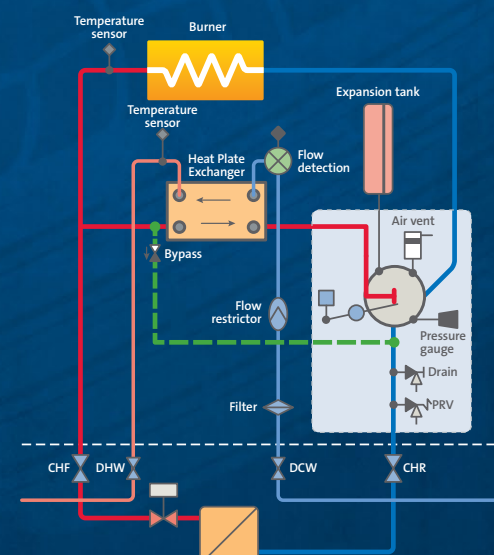 Temperature
sensor
Burner
Expansion tank
Temperature
sensor
Heat Plate
Exchanger
Flow
detection
Air vent
Bypass
Flow
restrictor
Pressure
gauge
Drain
Filter
PRV
CHF
DHW
DCW
CHR